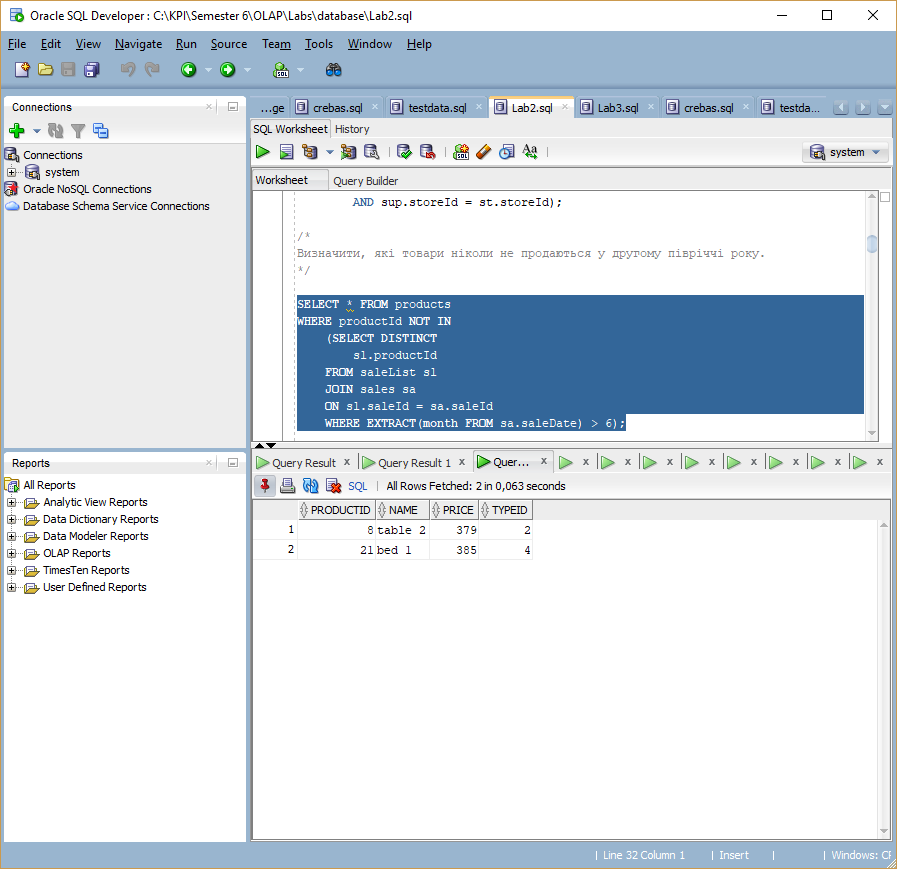 Oracle SQL Developer : C:\KPI\Semester 6\OLAP\Labs\database\Lab2.sql
File Edit View Navigate Run Source Team Tools Window Help
Connections
Connections
system
Oracle NoSQL Connections
Database Schema Service Connections
Reports
All Reports
Analytic View Reports
Data Dictionary Reports
Data Modeler Reports
OLAP Reports
TimesTen Reports
User Defined Reports
...ge crebas.sql testdata.sql Lab2.sql Lab3.sql crebas.sql testda...
SQL Worksheet History
system
Worksheet Query Builder
AND sup.storeId = st.storeId);
/*
Визначити, які товари ніколи не продаються у другому півріччі року.
*/
SELECT * FROM products
WHERE productId NOT IN
(SELECT DISTINCT
sl.productId
FROM saleList sl
JOIN sales sa
ON sl.saleId = sa.saleId
WHERE EXTRACT(month FROM sa.saleDate) > 6);
Query Result x Query Result 1 x Quer... x x x x x x x x x
SQL | All Rows Fetched: 2 in 0,063 seconds
PRODUCTID NAME PRICE TYPEID
1 8 table 2 379 2
2 21 bed 1 385 4
| Line 32 Column 1 | Insert | | Windows: CF